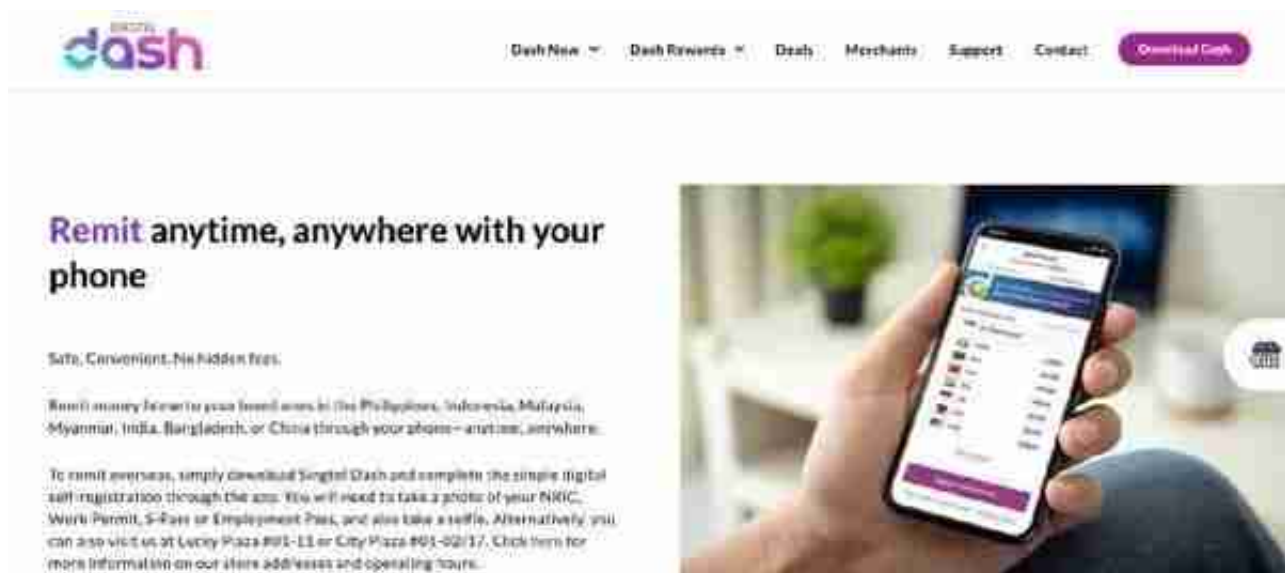 dash
Dash Now
Dash Rewards
Deals
Merchants
Support
Contact
Download Dash
Remit anytime, anywhere with your
phone
Safe, Convenient. No hidden fees.
Remit money home to your loved ones in the Philippines, Indonesia, Malaysia,
Myanmar, India, Bangladesh, or China through your phone – anytime, anywhere.
To remit overseas, simply download Singtel Dash and complete the simple digital
self-registration through the app. You will need to take a photo of your NRIC,
Work Permit, S-Pass or Employment Pass, and also take a selfie. Alternatively, you
can also visit us at Lucky Plaza #01-11 or City Plaza #01-02/17. Click here for
more information on our store addresses and operating hours.